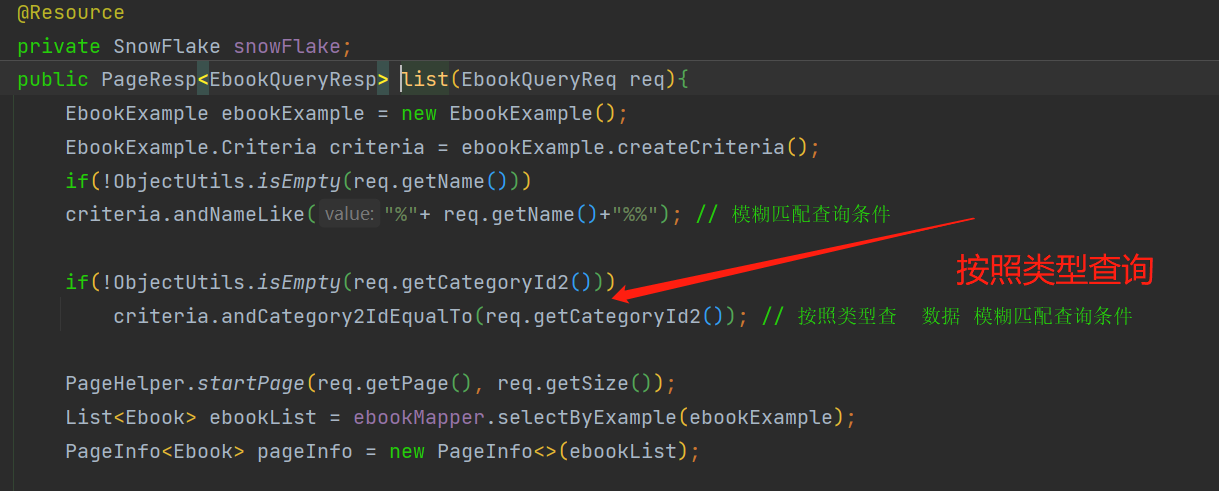 @Resource
private SnowFlake snowFlake;
public PageResp<EbookQueryResp> list(EbookQueryReq req){
EbookExample ebookExample = new EbookExample();
EbookExample.Criteria criteria = ebookExample.createCriteria();
if(!ObjectUtils.isEmpty(req.getName()))
criteria.andNameLike( value: "%"+ req.getName()+"%%"); // 模糊匹配查询条件
按照类型查询
if(!ObjectUtils.isEmpty(req.getCategoryId2()))
criteria.andCategory2IdEqualTo(req.getCategoryId2()); // 按照类型查 数据 模糊匹配查询条件
PageHelper.startPage(req.getPage(), req.getSize());
List<Ebook> ebookList = ebookMapper.selectByExample(ebookExample);
PageInfo<Ebook> pageInfo = new PageInfo<>(ebookList);